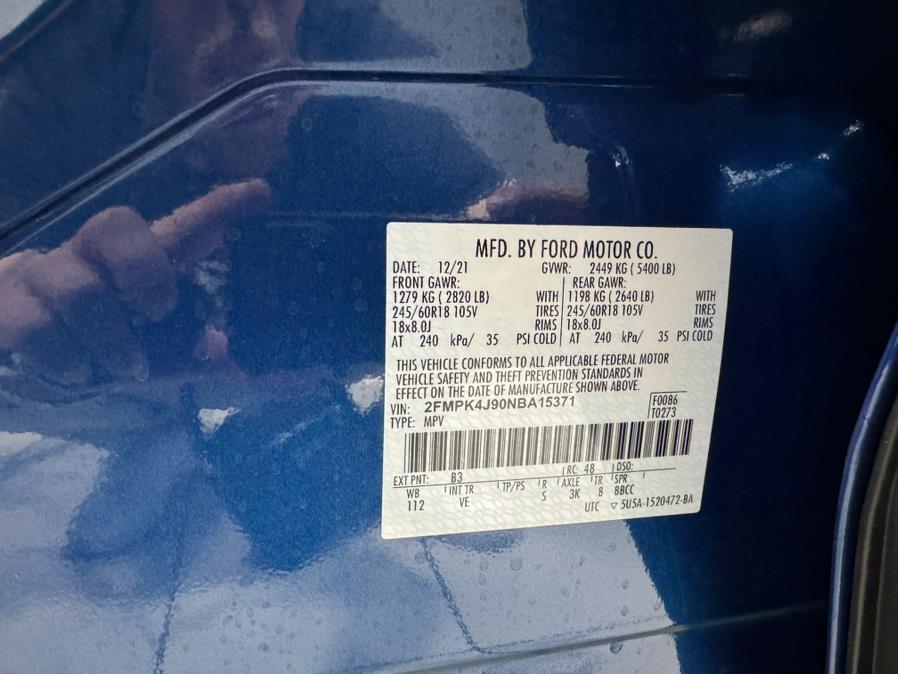 MFD. BY FORD MOTOR CO.
DATE: 12/21 GVWR: 2449 KG ( 5400 LB)
FRONT GAWR: REAR GAWR:
1279 KG ( 2820 LB) WITH 1198 KG ( 2640 LB) WITH
245/60R18 105V TIRES 245/60R18 105V TIRES
18x8.0J RIMS 18x8.0J RIMS
AT 240 kPa/ 35 PSI COLD AT 240 kPa/ 35 PSI COLD
THIS VEHICLE CONFORMS TO ALL APPLICABLE FEDERAL MOTOR
VEHICLE SAFETY AND THEFT PREVENTION STANDARDS IN
EFFECT ON THE DATE OF MANUFACTURE SHOWN ABOVE.
VIN: 2FMPK4J90NBA15371 F0086
TYPE: MPV T0273
EXT PNT: B3 RC: 48 DSO:
WB INT TR TP/PS R AXLE TR SPR
112 VE S 3K 8 BBCC
UTC ▽ 5U5A-1520472-BA